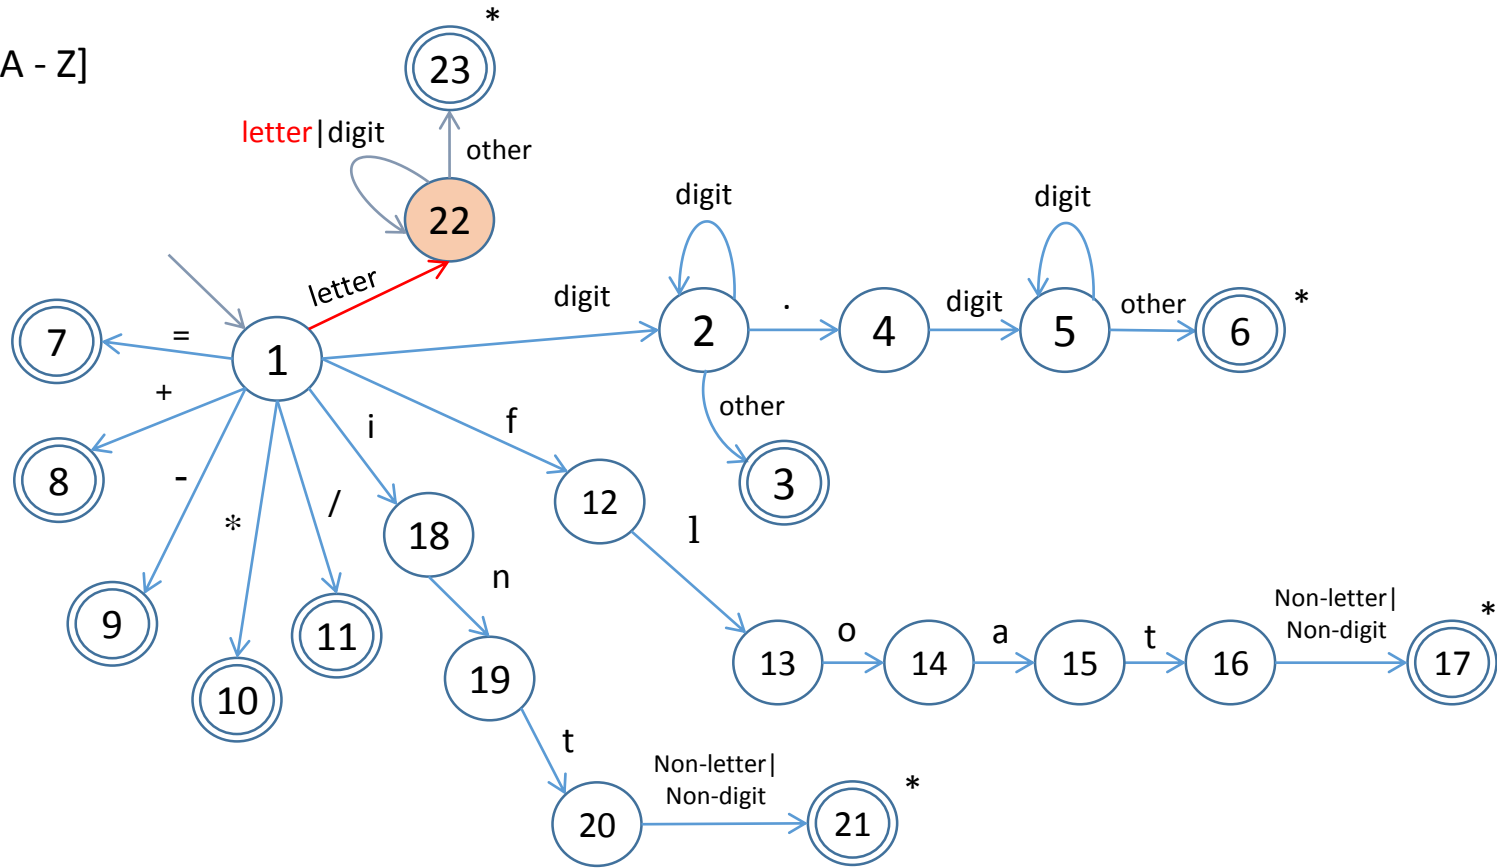 *
A - Z]
23
letter|digit
other
22
letter
digit
digit
digit
7
=
1
digit
2
.
4
digit
5
other
6
*
+
i
f
other
8
-
*
/
18
12
3
l
n
9
10
11
19
13
o
14
a
15
t
16
Non-letter|
Non-digit
17
*
t
20
Non-letter|
Non-digit
21
*